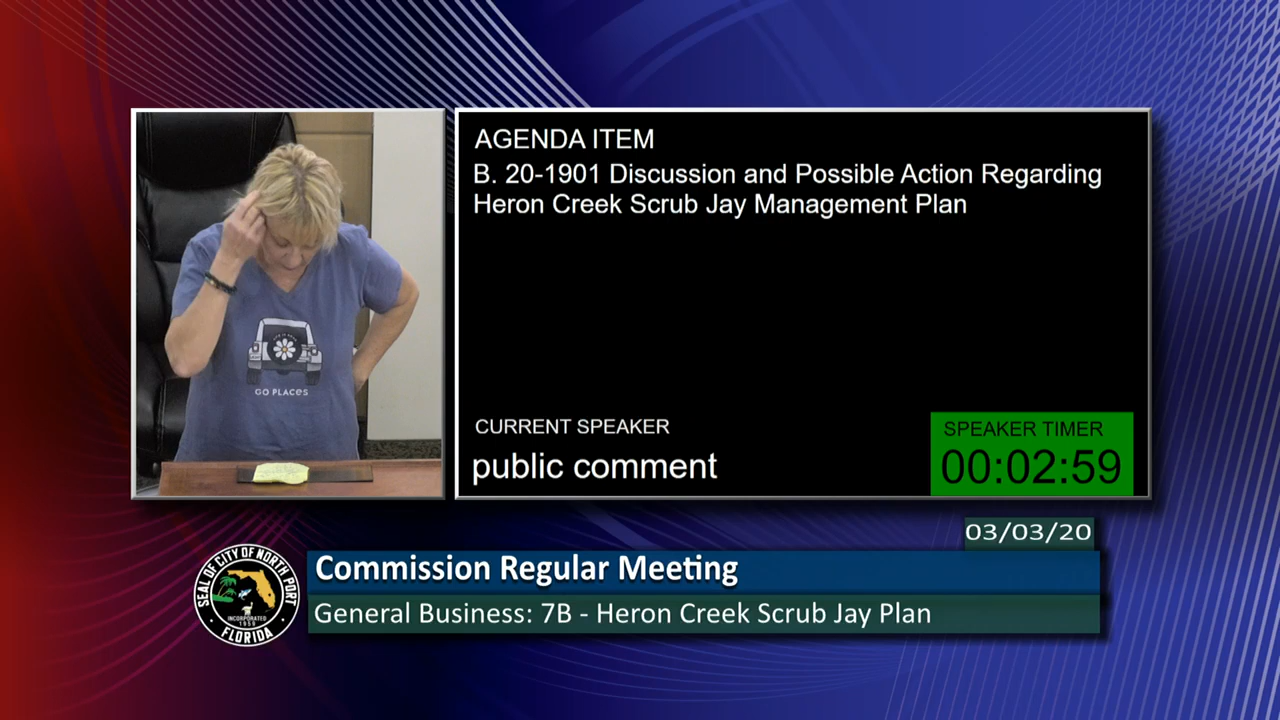 AGENDA ITEM
B. 20-1901 Discussion and Possible Action Regarding
Heron Creek Scrub Jay Management Plan
GO PLACES
CURRENT SPEAKER
public comment
SPEAKER TIMER
00:02:59
03/03/20
Commission Regular Meeting
General Business: 7B - Heron Creek Scrub Jay Plan
SEAL OF CITY OF NORTH PORT
INCORPORATED
1959
FLORIDA